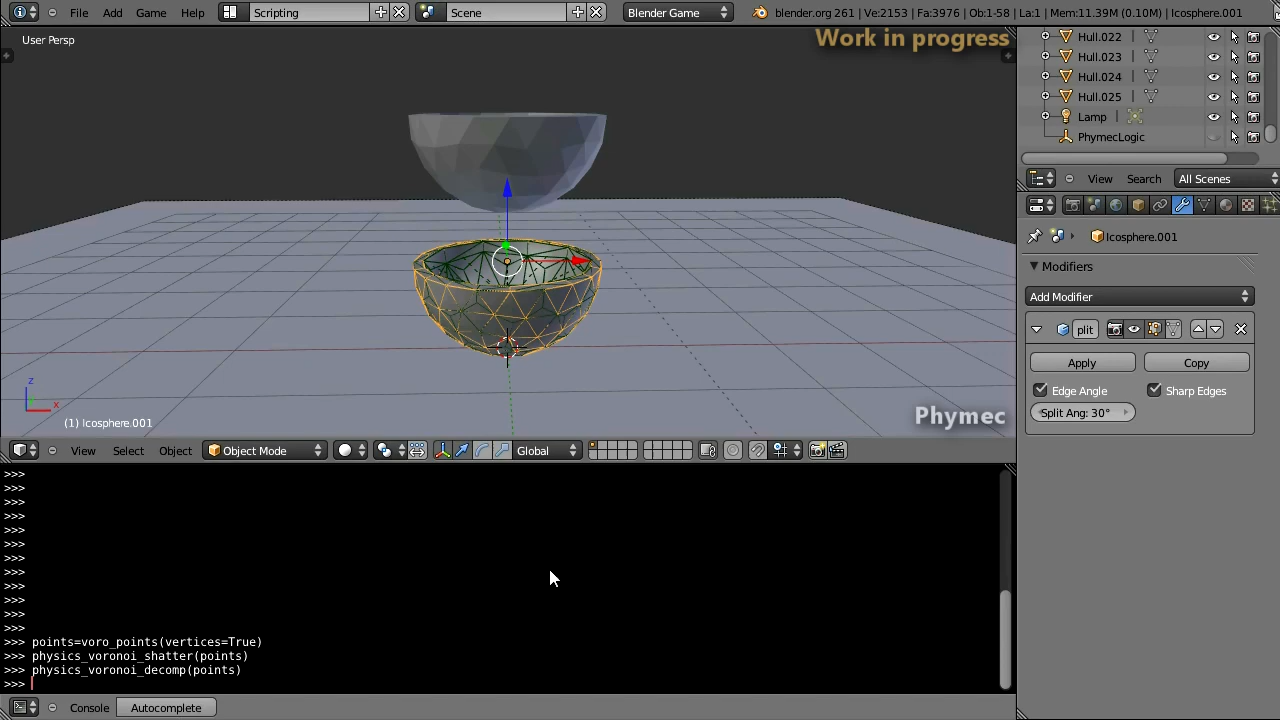 File Add Game Help Scripting Scene Blender Game blender.org 261 | Ve:2153 | Fa:3976 | Ob:1-58 | La:1 | Mem:11.39M (0.10M) | Icosphere.001
User Persp
Work in progress
Hull.022
Hull.023
Hull.024
Hull.025
Lamp
PhymecLogic
View Search All Scenes
Icosphere.001
Modifiers
Add Modifier
plit
Apply Copy
Edge Angle Sharp Edges
Split Ang: 30°
z
x
(1) Icosphere.001
Phymec
View Select Object Object Mode Global
>>>
>>>
>>>
>>>
>>>
>>>
>>>
>>>
>>>
>>>
>>>
>>>
>>> points=voro_points(vertices=True)
>>> physics_voronoi_shatter(points)
>>> physics_voronoi_decomp(points)
>>>
Console Autocomplete